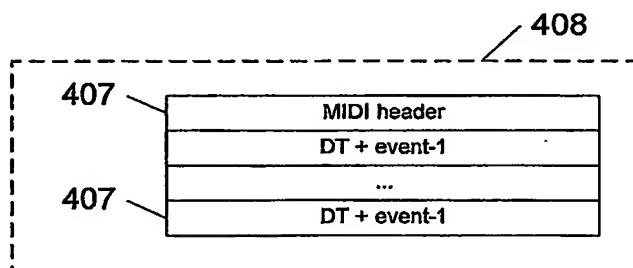 408
407
MIDI header
DT + event-1
...
407
DT + event-1